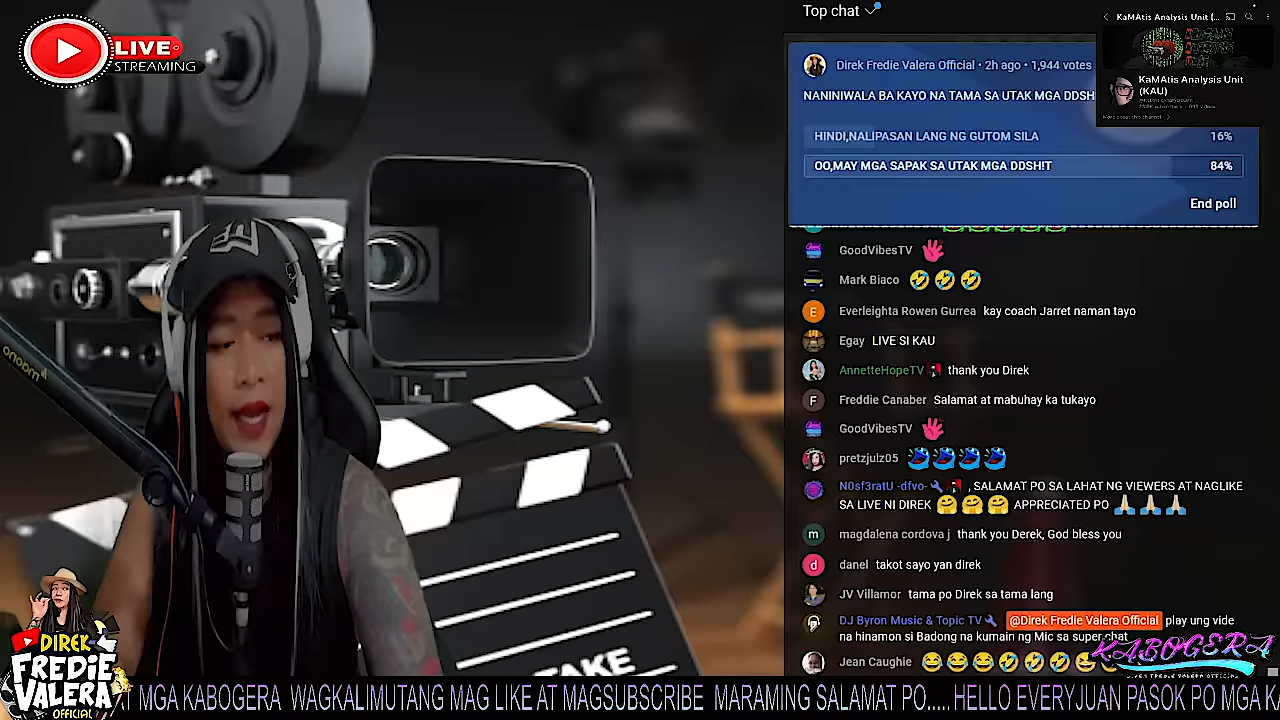 LIVE
STREAMING
Top chat
KaMAtis Analysis Unit (...
KaMAtis Analysis Unit
(KAU)
Direk Fredie Valera Official • 2h ago • 1,944 votes
NANINIWALA BA KAYO NA TAMA SA UTAK MGA DDSH
HINDI,NALIPASAN LANG NG GUTOM SILA 16%
OO,MAY MGA SAPAK SA UTAK MGA DDSH!T 84%
End poll
GoodVibesTV
Mark Biaco 🤣🤣🤣
Everleighta Rowen Gurrea kay coach Jarret naman tayo
Egay LIVE SI KAU
AnnetteHopeTV thank you Direk
Freddie Canaber Salamat at mabuhay ka tukayo
GoodVibesTV
pretzjulz05
N0sf3ratU -dfvo- , SALAMAT PO SA LAHAT NG VIEWERS AT NAGLIKE
SA LIVE NI DIREK 🤗🤗🤗 APPRECIATED PO 🙏🏼🙏🏼🙏🏼
magdalena cordova j thank you Derek, God bless you
danel takot sayo yan direk
JV Villamor tama po Direk sa tama lang
DJ Byron Music & Topic TV @Direk Fredie Valera Official play ung vide
na hinamon si Badong na kumain ng Mic sa super chat
Jean Caughie 😂😂😂🤣🤣🤣
KABOGERA
DIREK FREDIE VALERA OFFICIAL
maono
TAKE
DIREK
FREDIE
VALERA
OFFICIAL
AT MGA KABOGERA WAGKALIMUTANG MAG LIKE AT MAGSUBSCRIBE MARAMING SALAMAT PO..... HELLO EVERYJUAN PASOK PO MGA KA